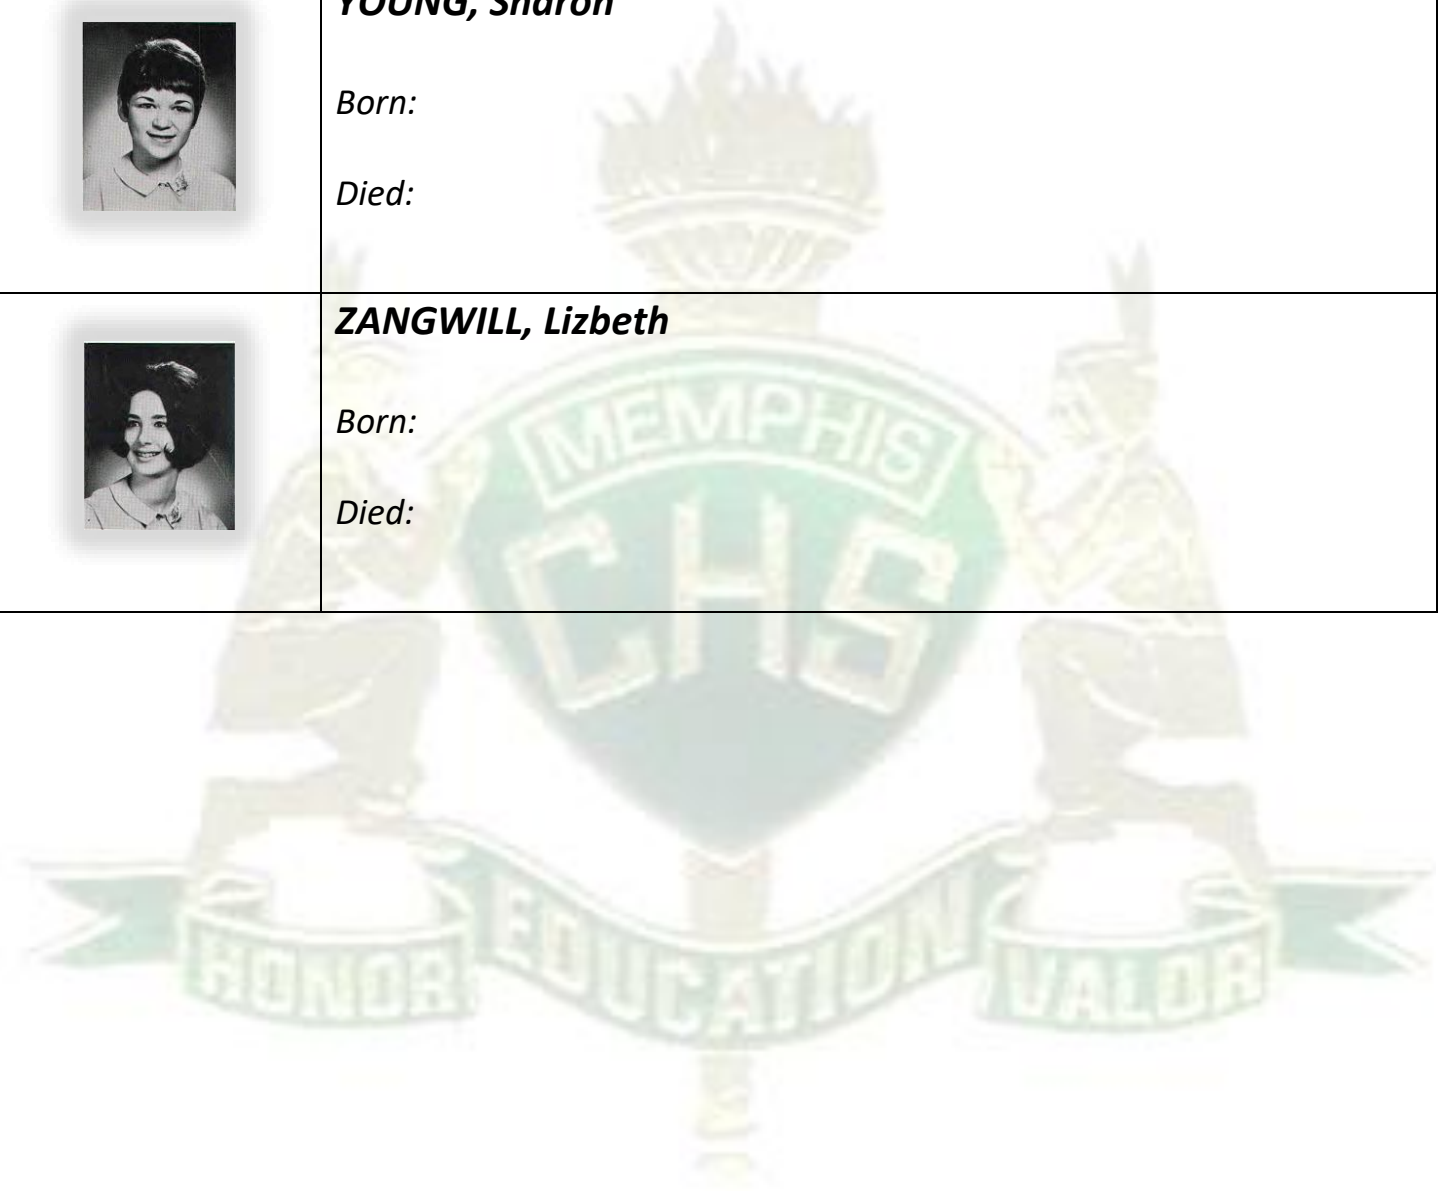 YOUNG, Sharon
Born:
Died:
ZANGWILL, Lizbeth
Born:
Died:
MEMPHIS
CHS
HONOR EDUCATION VALOR